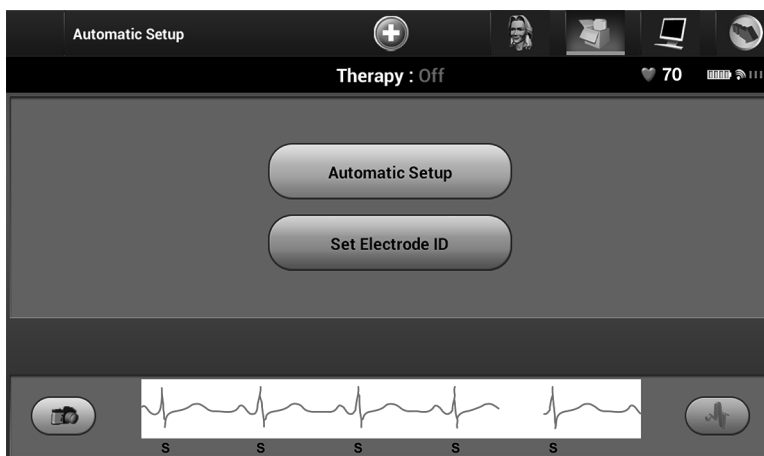 Automatic Setup
Therapy : Off
70
Automatic Setup
Set Electrode ID
S S S S S